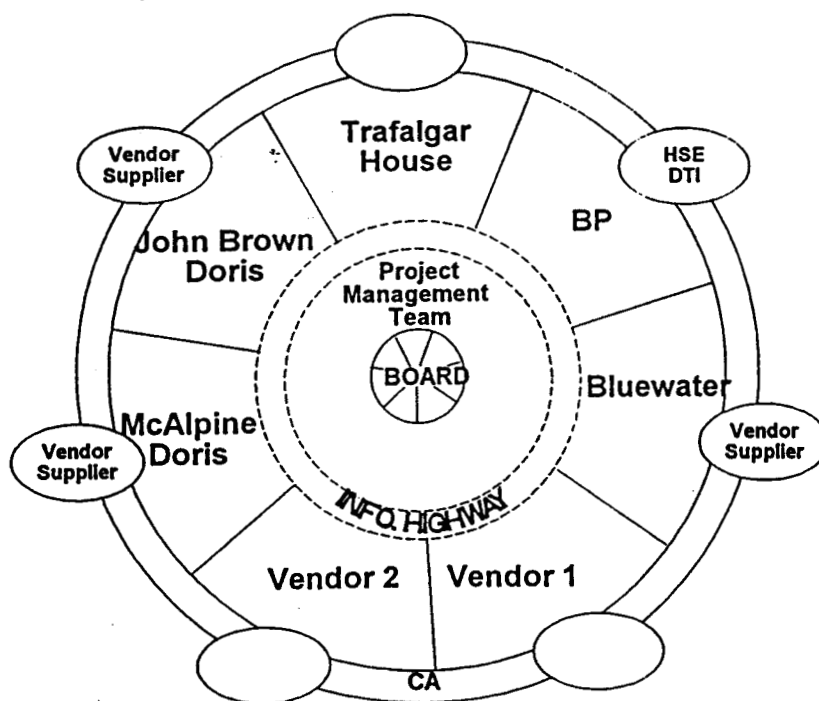 Trafalgar
House
Vendor
Supplier
HSE
DTI
BP
John Brown
Doris
Project
Management
Team
BOARD
Bluewater
McAlpine
Doris
Vendor
Supplier
Vendor
Supplier
INFO. HIGHWAY
Vendor 2
Vendor 1
CA